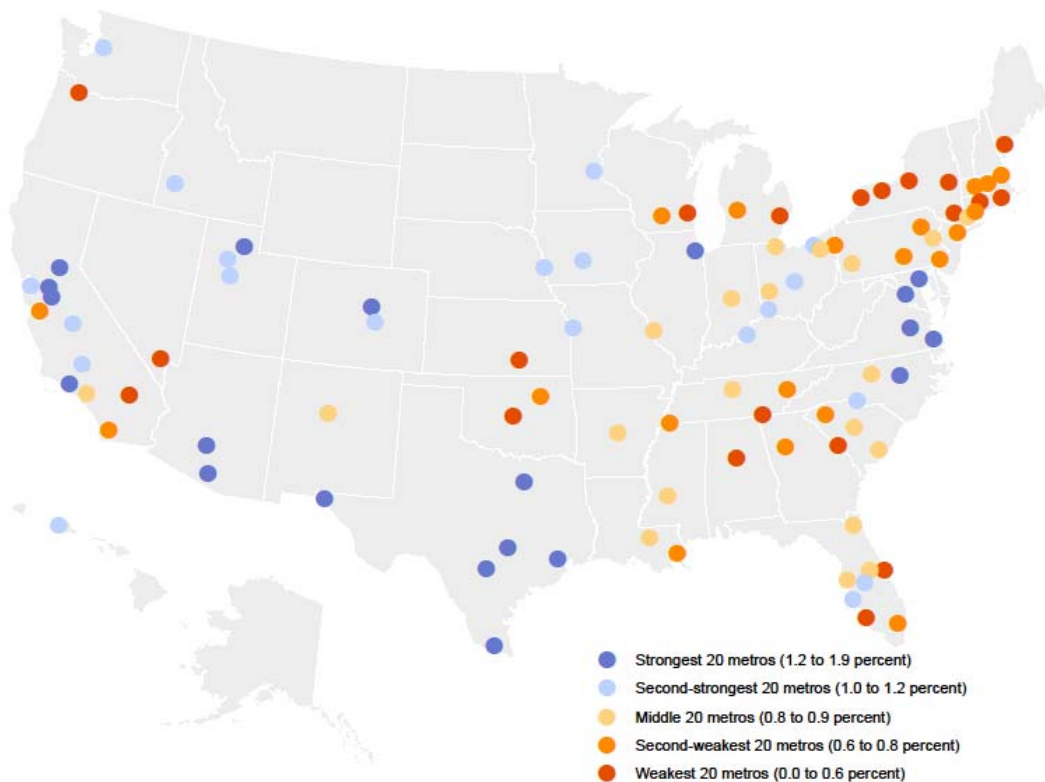 Strongest 20 metros (1.2 to 1.9 percent)
Second-strongest 20 metros (1.0 to 1.2 percent)
Middle 20 metros (0.8 to 0.9 percent)
Second-weakest 20 metros (0.6 to 0.8 percent)
Weakest 20 metros (0.0 to 0.6 percent)